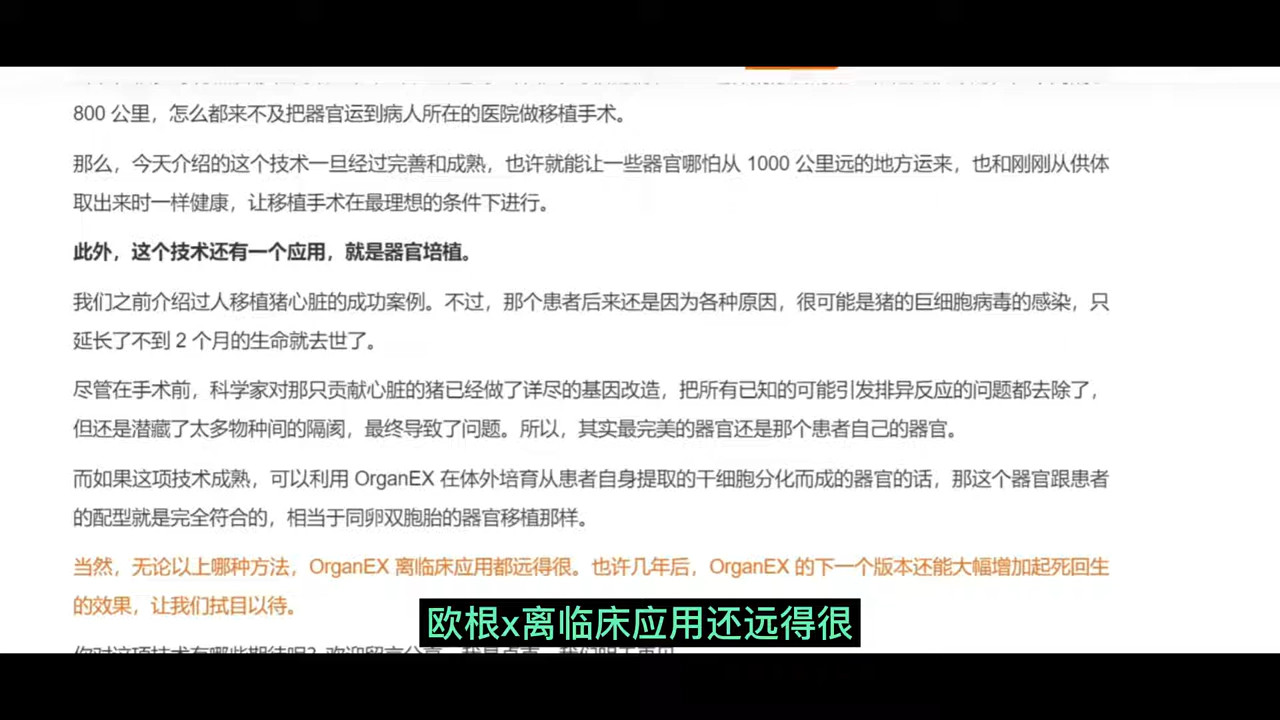 800 公里，怎么都来不及把器官运到病人所在的医院做移植手术。
那么，今天介绍的这个技术一旦经过完善和成熟，也许就能让一些器官哪怕从 1000 公里远的地方运来，也和刚刚从供体
取出来时一样健康，让移植手术在最理想的条件下进行。
此外，这个技术还有一个应用，就是器官培植。
我们之前介绍过人移植猪心脏的成功案例。不过，那个患者后来还是因为各种原因，很可能是猪的巨细胞病毒的感染，只
延长了不到 2 个月的生命就去世了。
尽管在手术前，科学家对那只贡献心脏的猪已经做了详尽的基因改造，把所有已知的可能引发排异反应的问题都去除了，
但还是潜藏了太多物种间的隔阂，最终导致了问题。所以，其实最完美的器官还是那个患者自己的器官。
而如果这项技术成熟，可以利用 OrganEX 在体外培育从患者自身提取的干细胞分化而成的器官的话，那这个器官跟患者
的配型就是完全符合的，相当于同卵双胞胎的器官移植那样。
当然，无论以上哪种方法，OrganEX 离临床应用都远得很。也许几年后，OrganEX 的下一个版本还能大幅增加起死回生
的效果，让我们拭目以待。
欧根x离临床应用还远得很